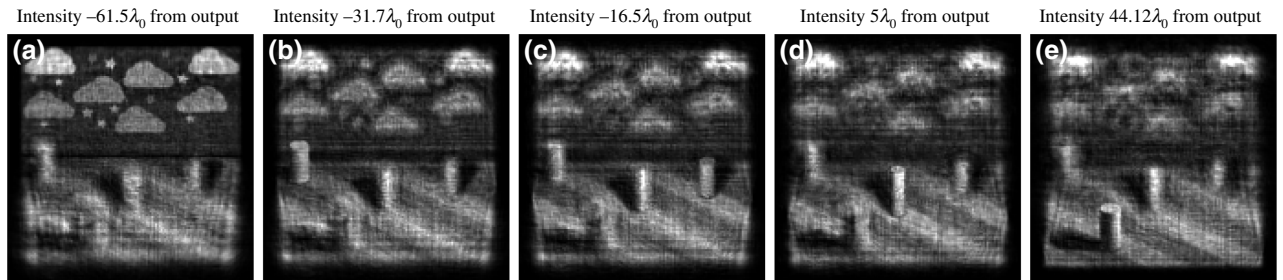 Intensity –61.5λ₀ from output
Intensity –31.7λ₀ from output
Intensity –16.5λ₀ from output
Intensity 5λ₀ from output
Intensity 44.12λ₀ from output
(a)
(b)
(c)
(d)
(e)